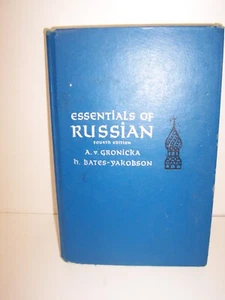 ESSENTIALS OF
RUSSIAN
FOURTH EDITION
A. v. GRONICKA
h. BATES-YAKOBSON